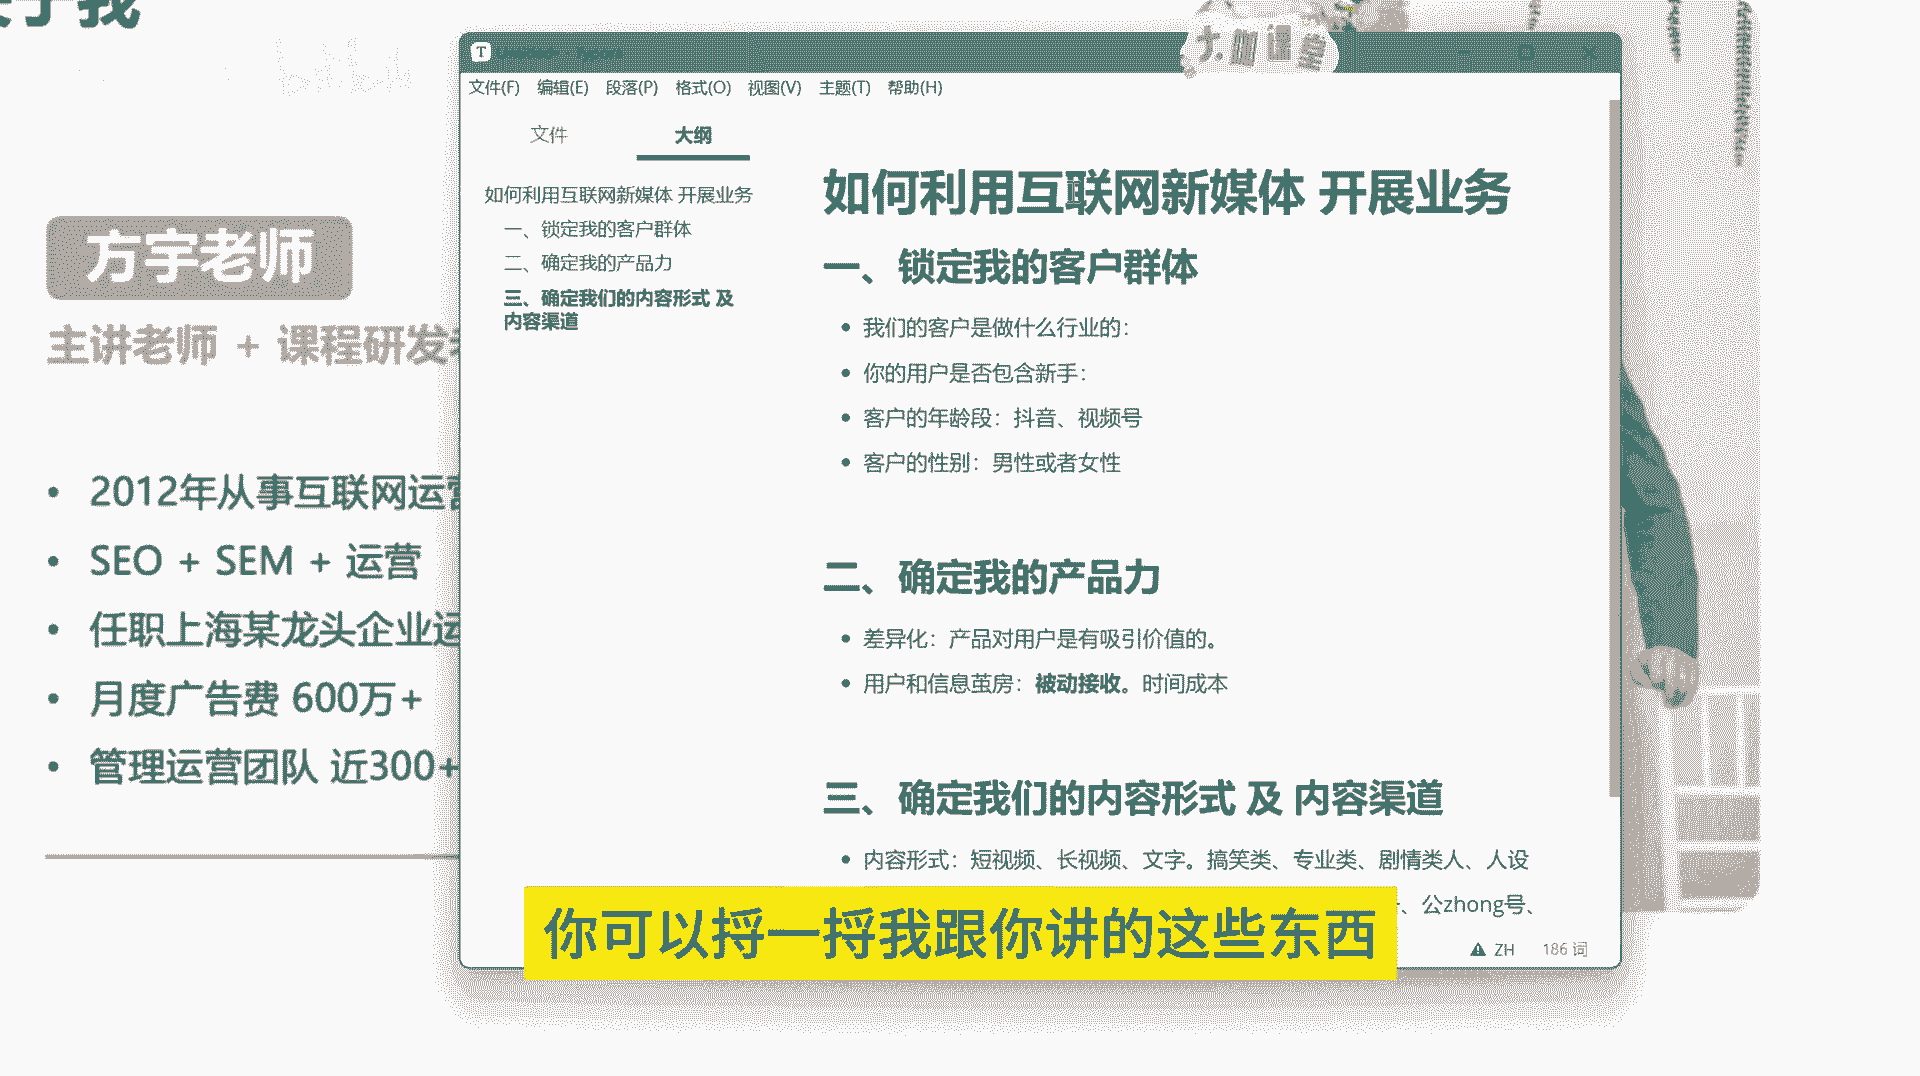 于我
bilibili
大咖课堂
方宇老师
主讲老师 + 课程研发
• 2012年从事互联网运营
• SEO + SEM + 运营
• 任职上海某龙头企业运
• 月度广告费 600万+
• 管理运营团队 近300+
T
文件(F) 编辑(E) 段落(P) 格式(O) 视图(V) 主题(T) 帮助(H)
文件 大纲
如何利用互联网新媒体 开展业务
一、锁定我的客户群体
二、确定我的产品力
三、确定我们的内容形式 及
内容渠道
如何利用互联网新媒体 开展业务
一、锁定我的客户群体
• 我们的客户是做什么行业的：
• 你的用户是否包含新手：
• 客户的年龄段：抖音、视频号
• 客户的性别：男性或者女性
二、确定我的产品力
• 差异化：产品对用户是有吸引价值的。
• 用户和信息茧房：被动接收。时间成本
三、确定我们的内容形式 及 内容渠道
• 内容形式：短视频、长视频、文字。搞笑类、专业类、剧情类人、人设
、公zhong号、
你可以捋一捋我跟你讲的这些东西
ZH 186 词